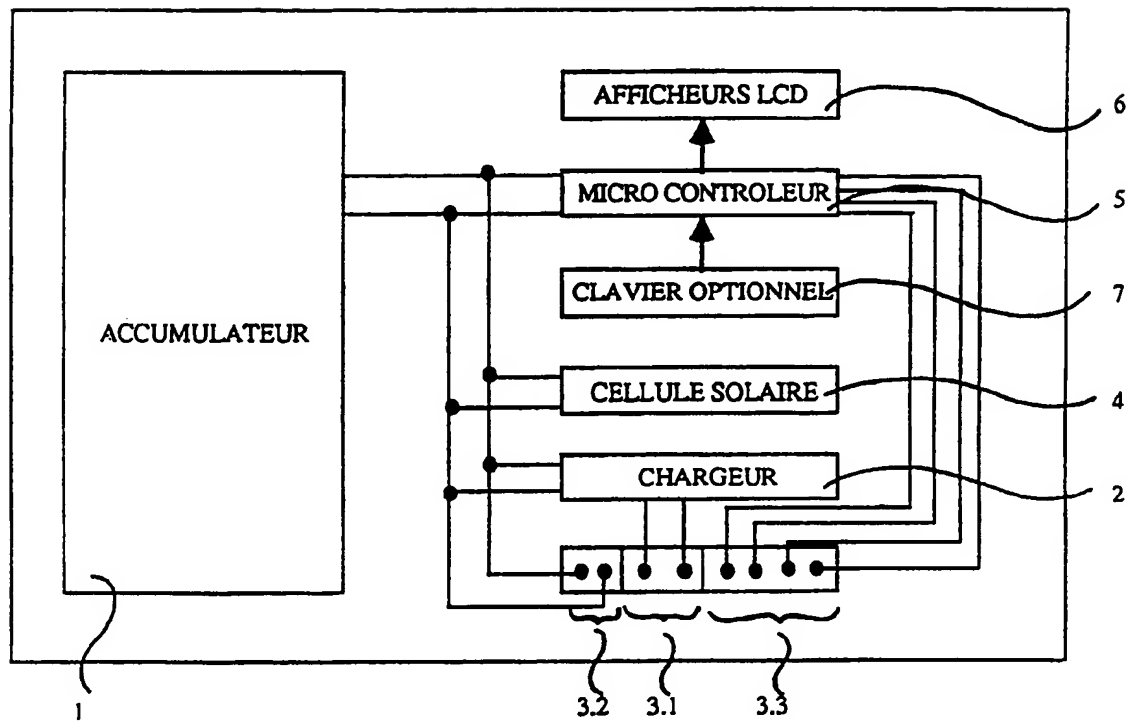 AFFICHEURS LCD
6
MICRO CONTROLEUR
5
CLAVIER OPTIONNEL
7
ACCUMULATEUR
CELLULE SOLAIRE
4
CHARGEUR
2
1
3.2
3.1
3.3